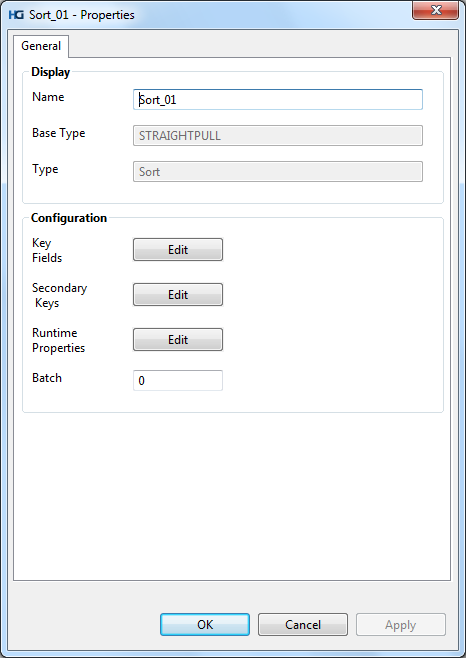 HG Sort_01 - Properties
General
Display
Name
Sort_01
Base Type
STRAIGHTPULL
Type
Sort
Configuration
Key
Fields
Edit
Secondary
Keys
Edit
Runtime
Properties
Edit
Batch
0
OK
Cancel
Apply